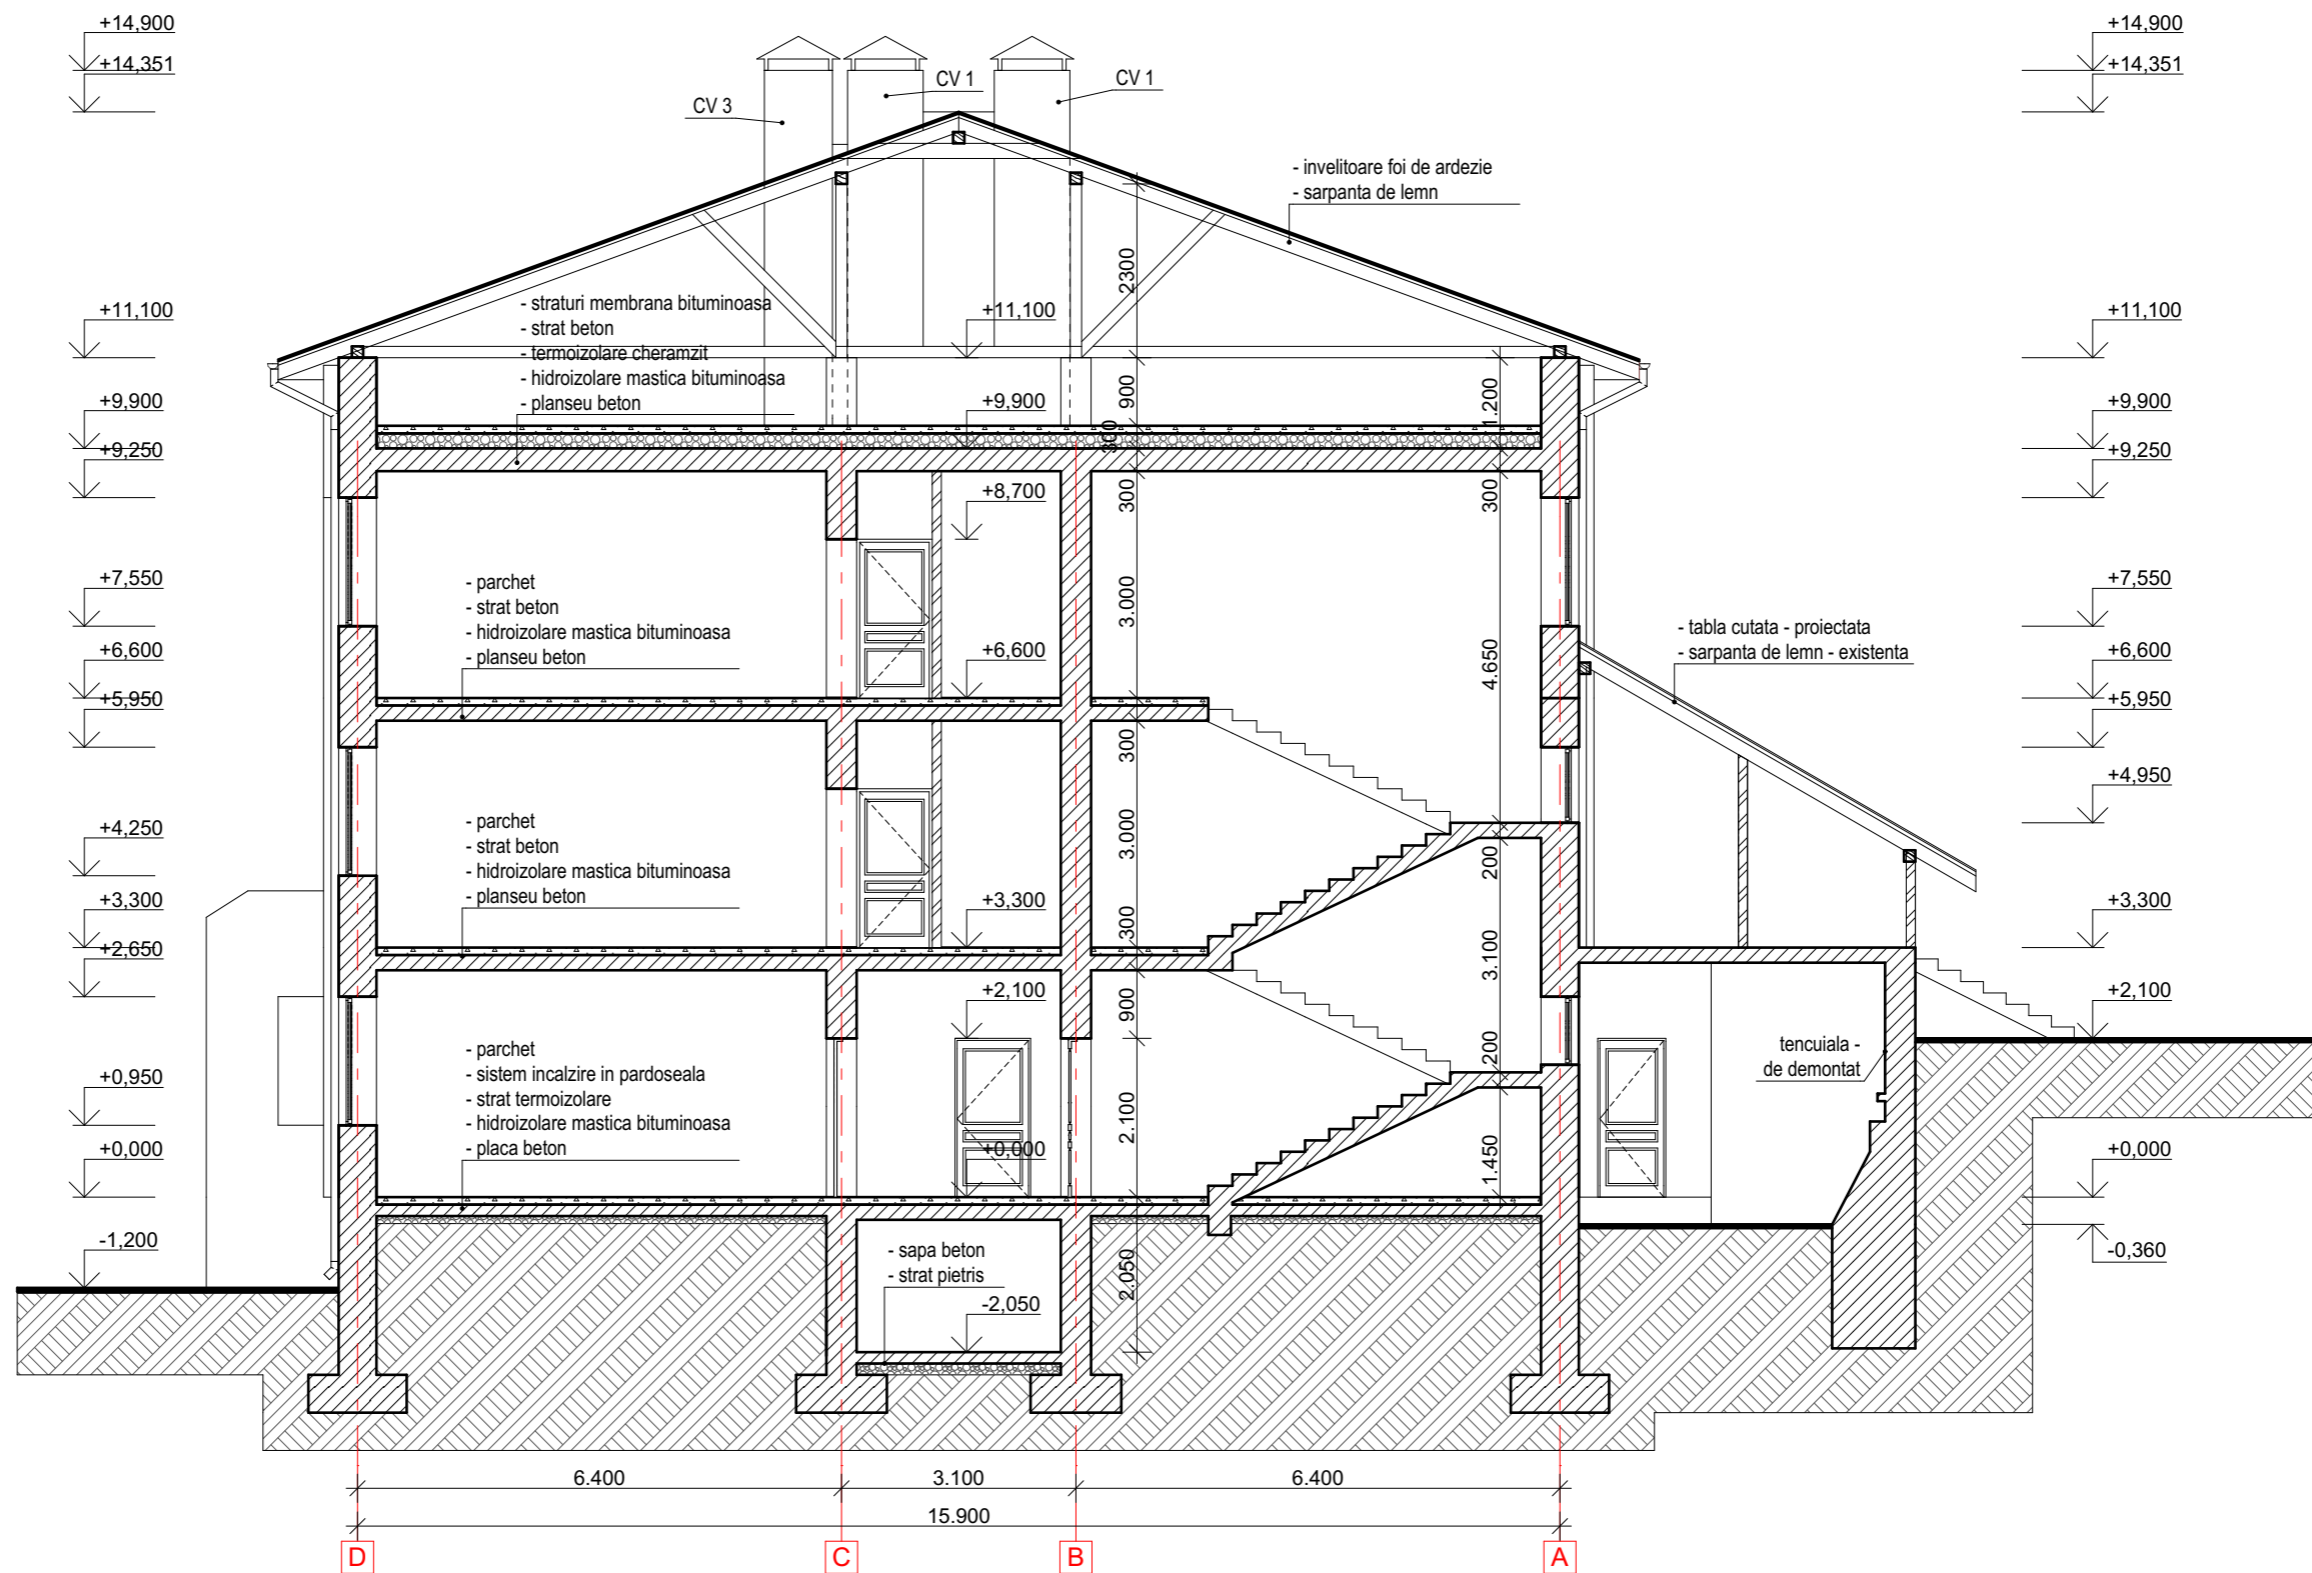 +14,900
+14,351
+14,900
+14,351
CV 3
CV 1
CV 1
- invelitoare foi de ardezie
- sarpanta de lemn
2300
+11,100
- straturi membrana bituminoasa
- strat beton
- termoizolare cheramzit
- hidroizolare mastica bituminoasa
- planseu beton
+11,100
+11,100
900
1.200
+9,900
+9,900
+9,900
+9,250
300
+9,250
+8,700
300
300
+7,550
- parchet
- strat beton
- hidroizolare mastica bituminoasa
- planseu beton
3.000
+7,550
- tabla cutata - proiectata
- sarpanta de lemn - existenta
+6,600
+6,600
4.650
+6,600
+5,950
+5,950
300
+4,950
- parchet
- strat beton
- hidroizolare mastica bituminoasa
- planseu beton
+4,250
3.000
200
+3,300
+3,300
300
+3,300
+2,650
3.100
+2,100
900
+2,100
200
tencuiala -
de demontat
- parchet
- sistem incalzire in pardoseala
- strat termoizolare
- hidroizolare mastica bituminoasa
- placa beton
+0,950
2.100
+0,000
+0,000
1.450
+0,000
-1,200
- sapa beton
- strat pietris
2.050
-0,360
-2,050
6.400
3.100
6.400
15.900
D
C
B
A